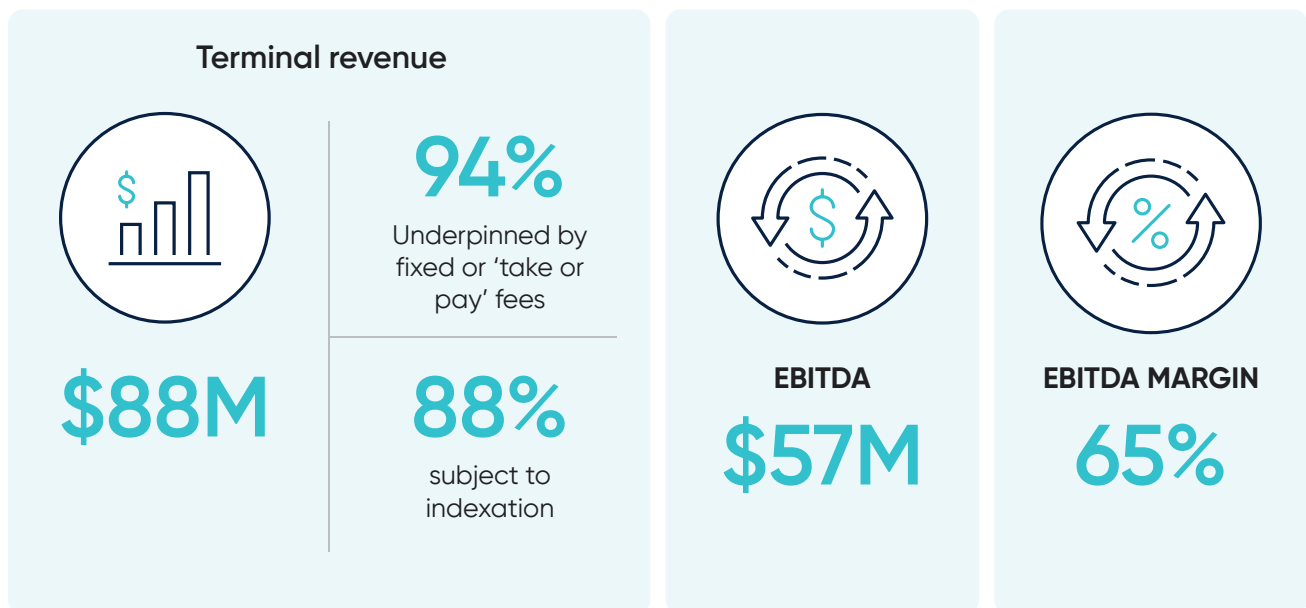 Terminal revenue
$
$88M
94%
Underpinned by
fixed or ‘take or
pay’ fees
88%
subject to
indexation
$
EBITDA
$57M
%
EBITDA MARGIN
65%